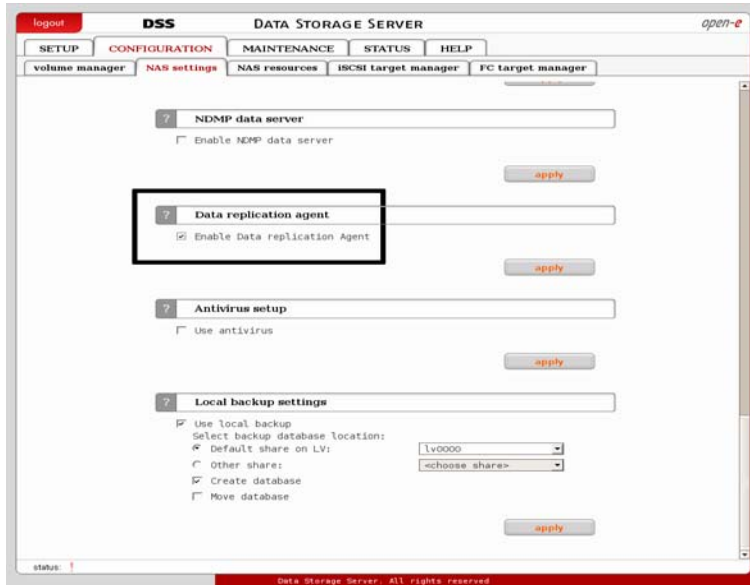 logout DSS DATA STORAGE SERVER open-e
SETUP CONFIGURATION MAINTENANCE STATUS HELP
volume manager NAS settings NAS resources iSCSI target manager FC target manager
? NDMP data server
Enable NDMP data server
apply
? Data replication agent
Enable Data replication Agent
apply
? Antivirus setup
Use antivirus
apply
? Local backup settings
Use local backup
Select backup database location:
Default share on LV: lv0000
Other share: <choose share>
Create database
Move database
apply
status: !
Data Storage Server. All rights reserved